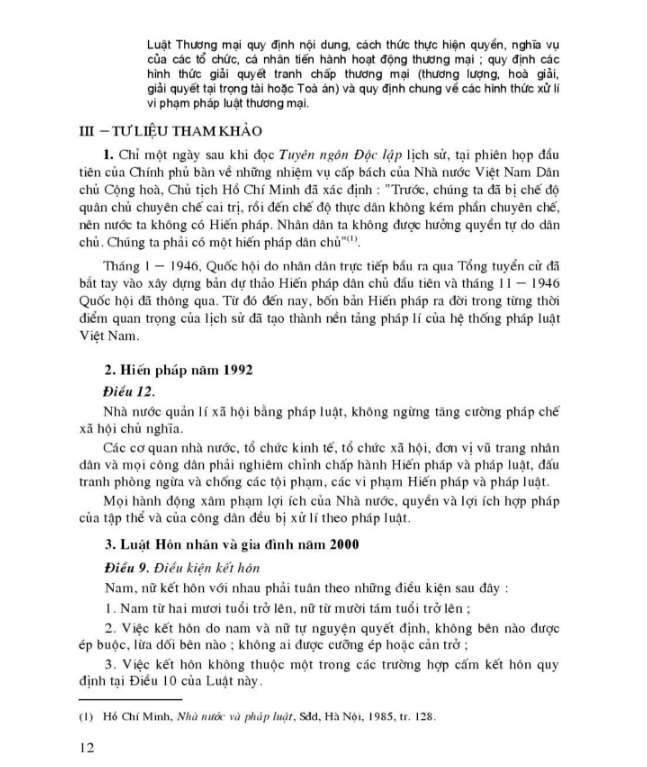 Luật Thương mại quy định nội dung, cách thức thực hiện quyền, nghĩa vụ
của các tổ chức, cá nhân tiến hành hoạt động thương mại ; quy định các
hình thức giải quyết tranh chấp thương mại (thương lượng, hoà giải,
giải quyết tại trọng tài hoặc Toà án) và quy định chung về các hình thức xử lí
vi phạm pháp luật thương mại.
III – TƯ LIỆU THAM KHẢO
1. Chỉ một ngày sau khi đọc Tuyên ngôn Độc lập lịch sử, tại phiên họp đầu
tiên của Chính phủ bàn về những nhiệm vụ cấp bách của Nhà nước Việt Nam Dân
chủ Cộng hoà, Chủ tịch Hồ Chí Minh đã xác định : "Trước, chúng ta đã bị chế độ
quân chủ chuyên chế cai trị, rồi đến chế độ thực dân không kém phần chuyên chế,
nên nước ta không có Hiến pháp. Nhân dân ta không được hưởng quyền tự do dân
chủ. Chúng ta phải có một hiến pháp dân chủ"(1).
Tháng 1 – 1946, Quốc hội do nhân dân trực tiếp bầu ra qua Tổng tuyển cử đã
bắt tay vào xây dựng bản dự thảo Hiến pháp dân chủ đầu tiên và tháng 11 – 1946
Quốc hội đã thông qua. Từ đó đến nay, bốn bản Hiến pháp ra đời trong từng thời
điểm quan trọng của lịch sử đã tạo thành nền tảng pháp lí của hệ thống pháp luật
Việt Nam.
2. Hiến pháp năm 1992
Điều 12.
Nhà nước quản lí xã hội bằng pháp luật, không ngừng tăng cường pháp chế
xã hội chủ nghĩa.
Các cơ quan nhà nước, tổ chức kinh tế, tổ chức xã hội, đơn vị vũ trang nhân
dân và mọi công dân phải nghiêm chỉnh chấp hành Hiến pháp và pháp luật, đấu
tranh phòng ngừa và chống các tội phạm, các vi phạm Hiến pháp và pháp luật.
Mọi hành động xâm phạm lợi ích của Nhà nước, quyền và lợi ích hợp pháp
của tập thể và của công dân đều bị xử lí theo pháp luật.
3. Luật Hôn nhân và gia đình năm 2000
Điều 9. Điều kiện kết hôn
Nam, nữ kết hôn với nhau phải tuân theo những điều kiện sau đây :
1. Nam từ hai mươi tuổi trở lên, nữ từ mười tám tuổi trở lên ;
2. Việc kết hôn do nam và nữ tự nguyện quyết định, không bên nào được
ép buộc, lừa dối bên nào ; không ai được cưỡng ép hoặc cản trở ;
3. Việc kết hôn không thuộc một trong các trường hợp cấm kết hôn quy
định tại Điều 10 của Luật này.
(1) Hồ Chí Minh, Nhà nước và pháp luật, Sđd, Hà Nội, 1985, tr. 128.
12